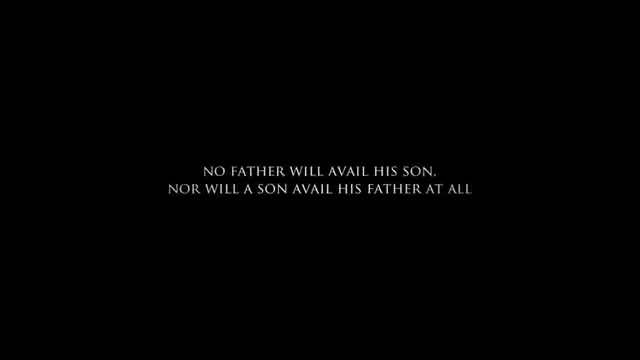 NO FATHER WILL AVAIL HIS SON,
NOR WILL A SON AVAIL HIS FATHER AT ALL